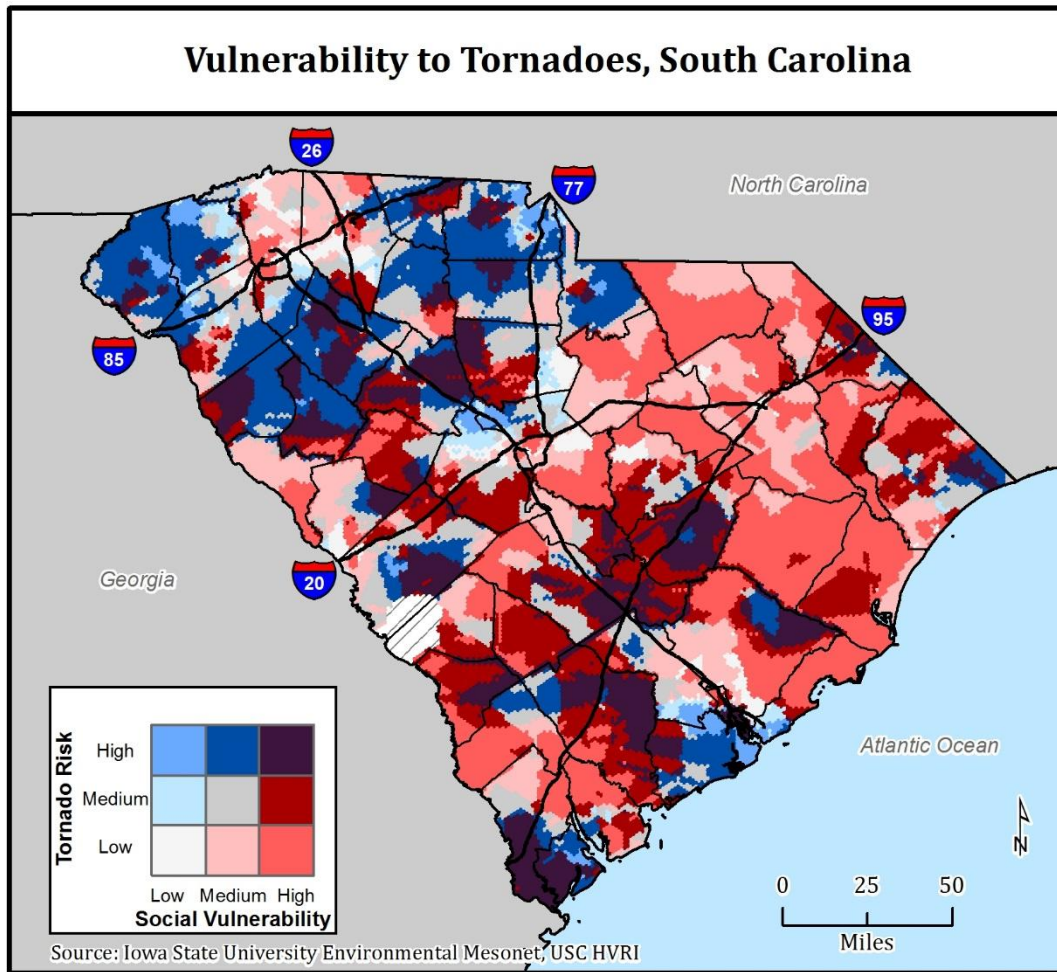 Vulnerability to Tornadoes, South Carolina
26
77
North Carolina
95
85
Georgia
20
Atlantic Ocean
Tornado Risk
High
Medium
Low
Low Medium High
Social Vulnerability
N
0 25 50
Miles
Source: Iowa State University Environmental Mesonet, USC HVRI